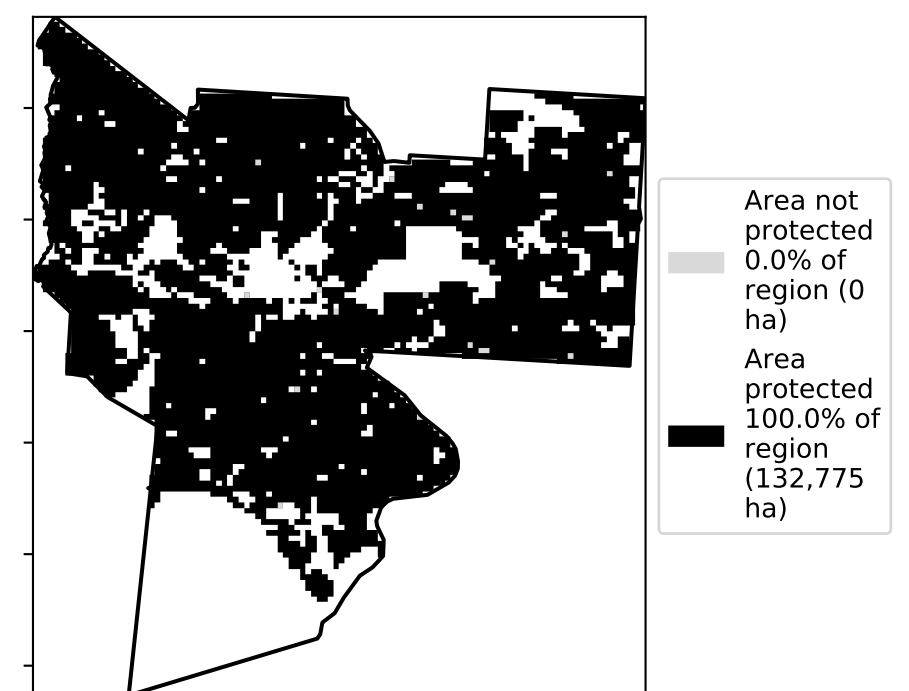 Area not
protected
0.0% of
region (0
ha)
Area
protected
100.0% of
region
(132,775
ha)